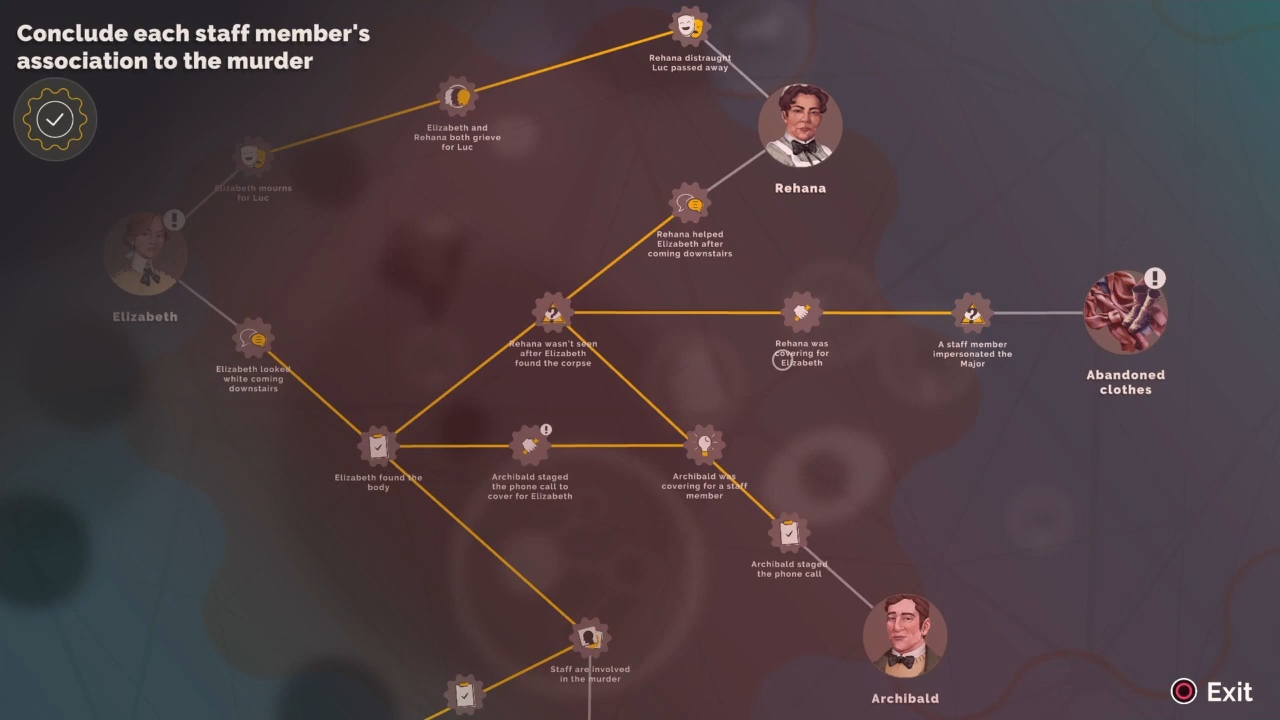 Conclude each staff member's
association to the murder
Rehana distraught
Luc passed away
Elizabeth and
Rehana both grieve
for Luc
Elizabeth mourns
for Luc
Rehana
Rehana helped
Elizabeth after
coming downstairs
Elizabeth
Rehana wasn't seen
after Elizabeth
found the corpse
Rehana was
covering for
Elizabeth
A staff member
impersonated the
Major
Abandoned
clothes
Elizabeth looked
white coming
downstairs
Elizabeth found the
body
Archibald staged
the phone call to
cover for Elizabeth
Archibald was
covering for a staff
member
Archibald staged
the phone call
Staff are involved
in the murder
Archibald
Exit